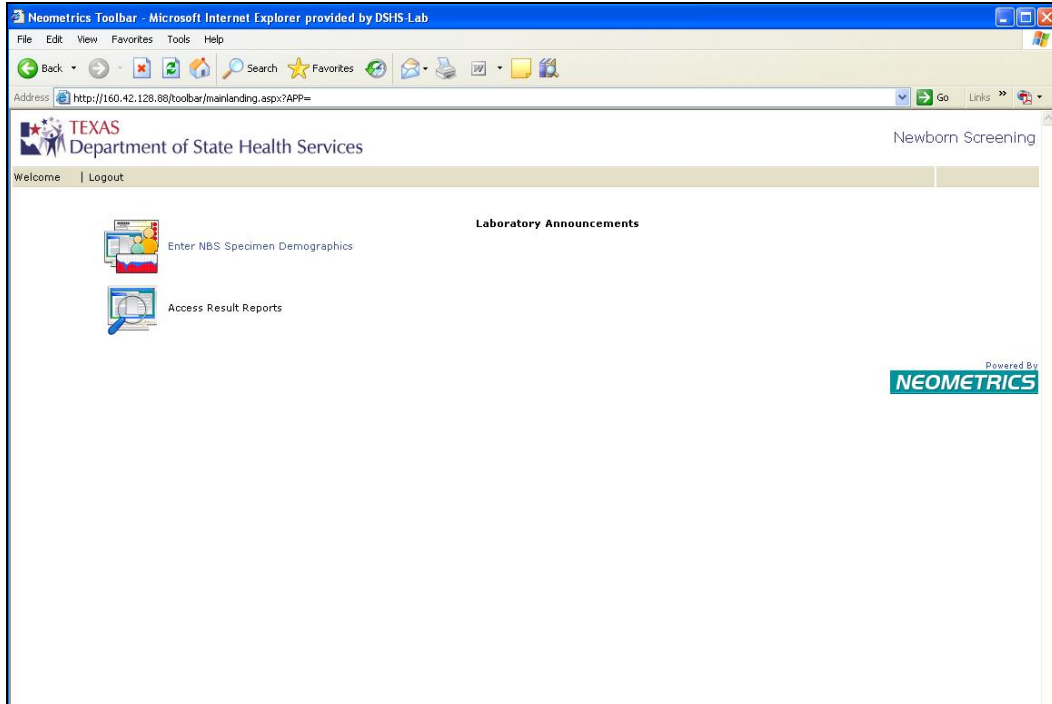 Neometrics Toolbar - Microsoft Internet Explorer provided by DSHS-Lab
File Edit View Favorites Tools Help
Back Search Favorites
Address http://160.42.128.88/toolbar/mainlanding.aspx?APP= Go Links »
TEXAS
Department of State Health Services
Newborn Screening
Welcome | Logout
Laboratory Announcements
Enter NBS Specimen Demographics
Access Result Reports
Powered By
NEOMETRICS